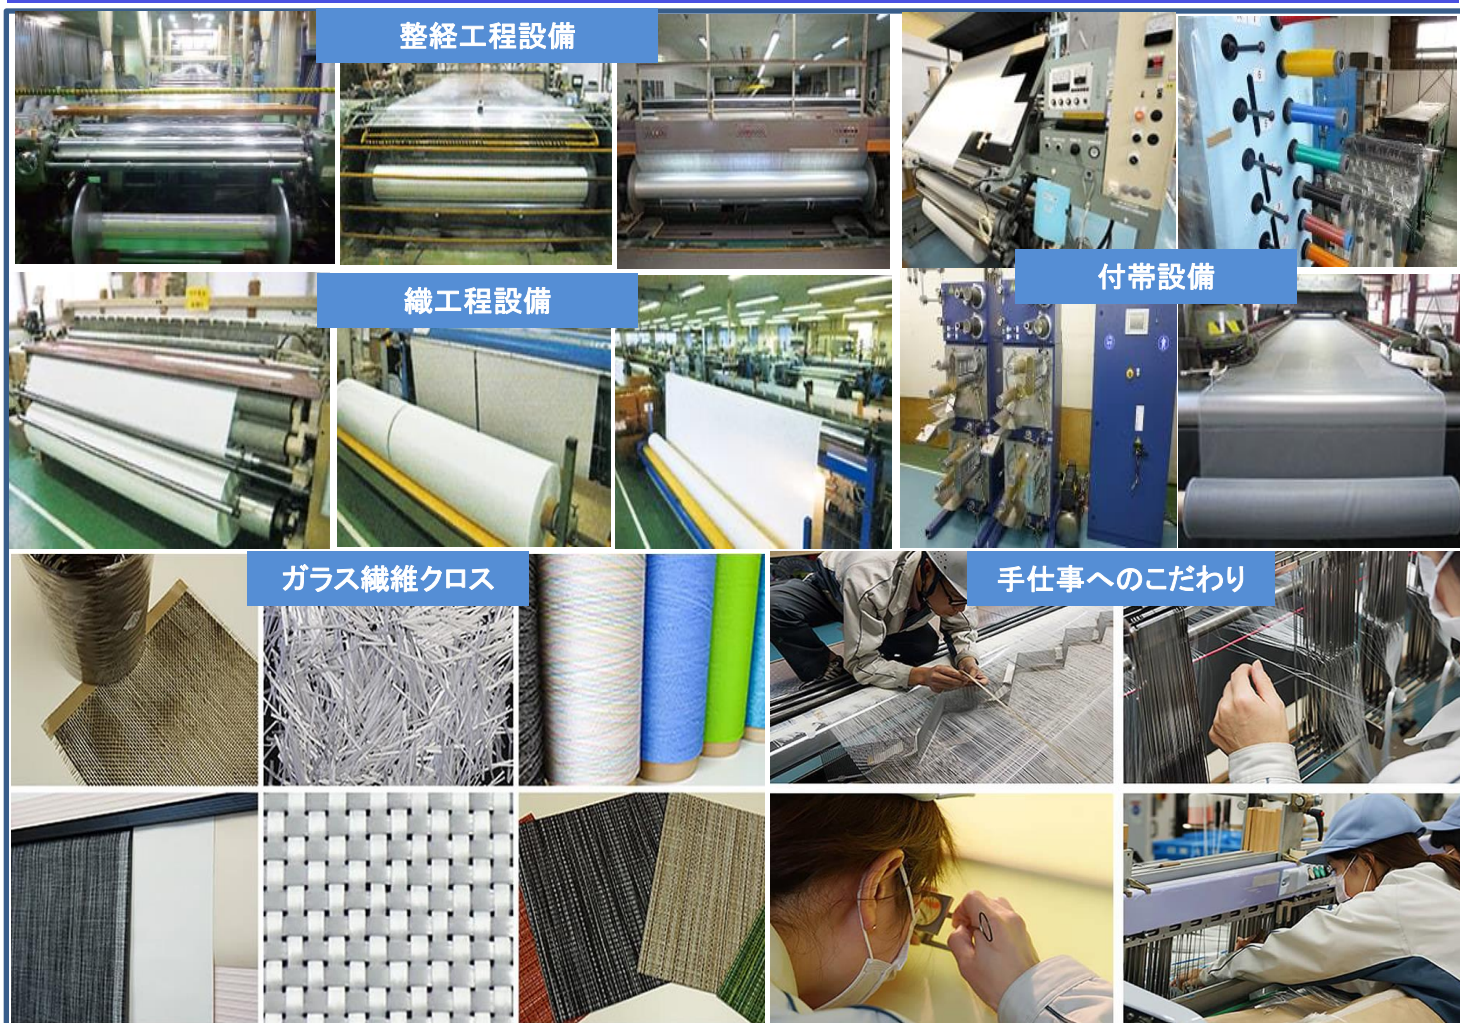 整経工程設備
織工程設備
付帯設備
ガラス繊維クロス
手仕事へのこだわり